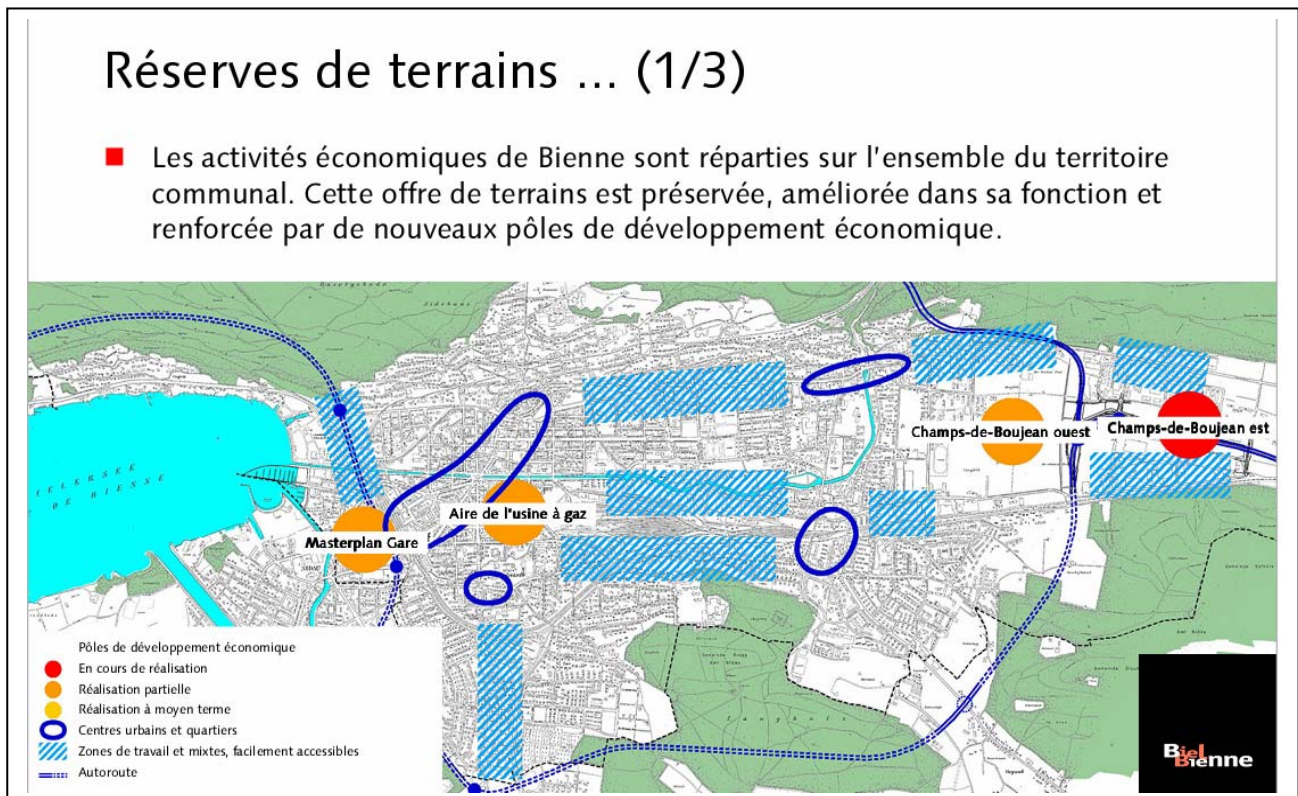 Réserves de terrains ... (1/3)
Les activités économiques de Bienne sont réparties sur l'ensemble du territoire
communal. Cette offre de terrains est préservée, améliorée dans sa fonction et
renforcée par de nouveaux pôles de développement économique.
Champs-de-Boujean ouest
Champs-de-Boujean est
Aire de l'usine à gaz
Masterplan Gare
Pôles de développement économique
En cours de réalisation
Réalisation partielle
Réalisation à moyen terme
Centres urbains et quartiers
Zones de travail et mixtes, facilement accessibles
Autoroute
Biel
Bienne